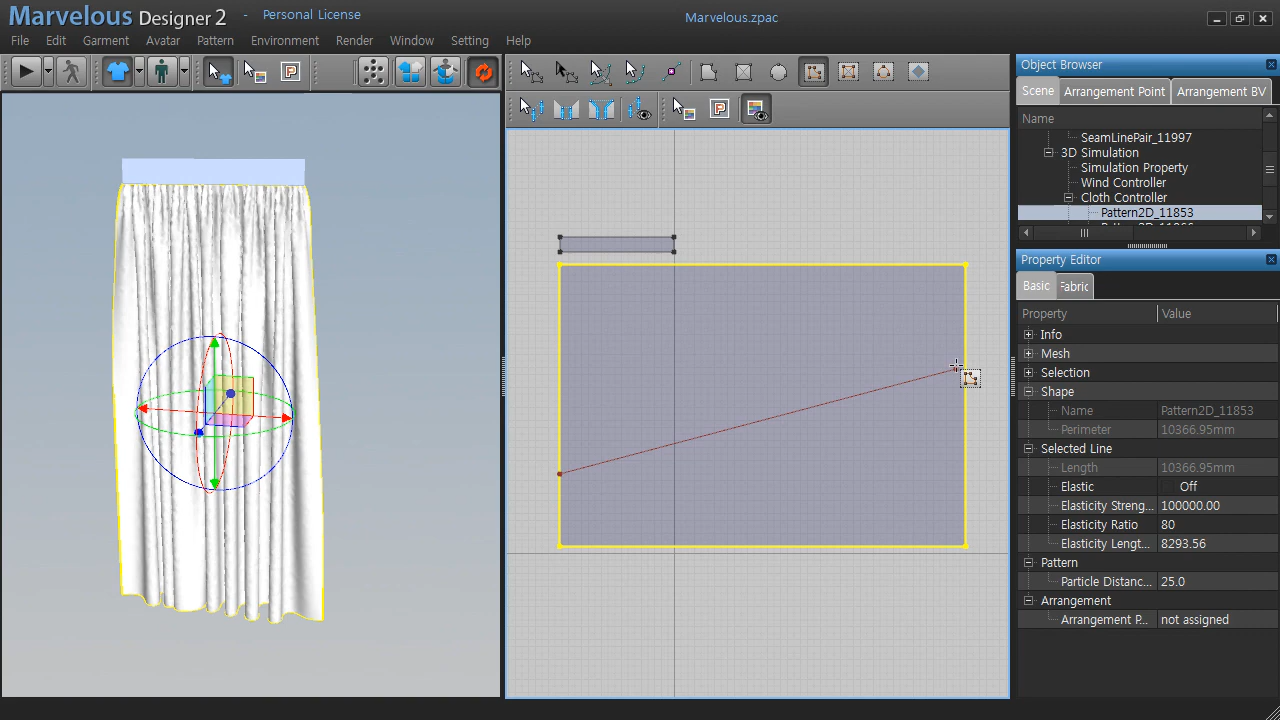 Marvelous Designer 2 - Personal License
Marvelous.zpac
File Edit Garment Avatar Pattern Environment Render Window Setting Help
Object Browser
Scene Arrangement Point Arrangement BV
Name
SeamLinePair_11997
3D Simulation
Simulation Property
Wind Controller
Cloth Controller
Pattern2D_11853
Property Editor
Basic Fabric
Property Value
Info
Mesh
Selection
Shape
Name Pattern2D_11853
Perimeter 10366.95mm
Selected Line
Length 10366.95mm
Elastic Off
Elasticity Streng... 100000.00
Elasticity Ratio 80
Elasticity Lengt... 8293.56
Pattern
Particle Distanc... 25.0
Arrangement
Arrangement P... not assigned